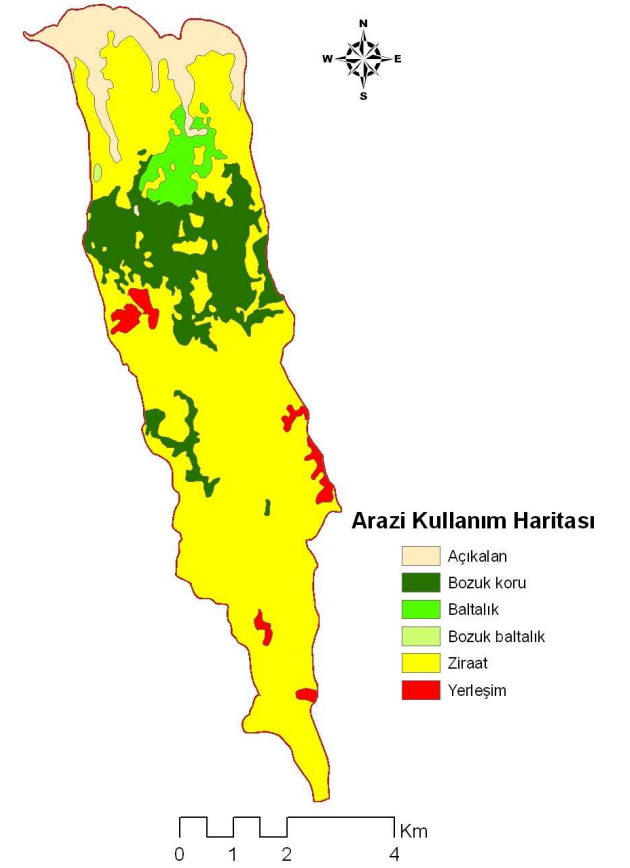 N
W E
S
Arazi Kullanım Haritası
Açıkalan
Bozuk koru
Baltalık
Bozuk baltalık
Ziraat
Yerleşim
Km
0 1 2 4